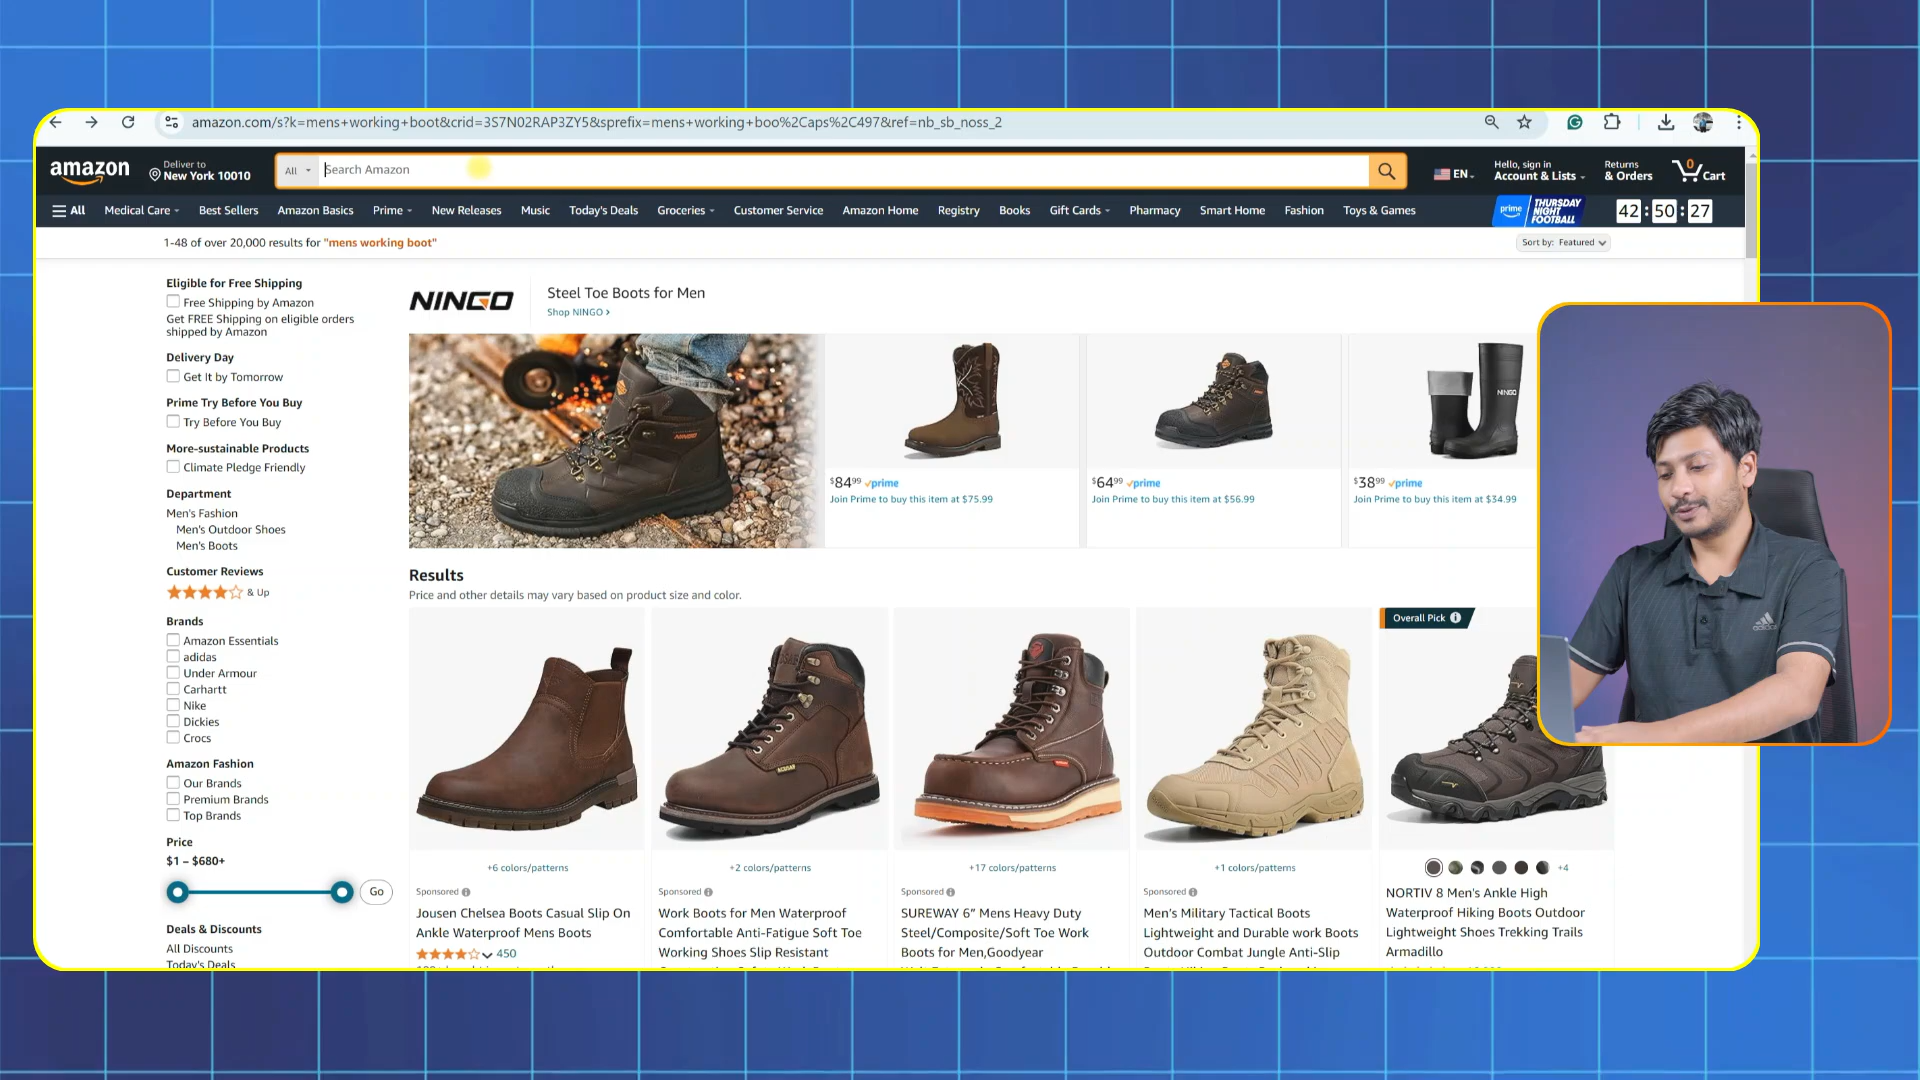 amazon.com/s?k=mens+working+boot&crid=3S7N02RAP3ZY5&sprefix=mens+working+boo%2Caps%2C497&ref=nb_sb_noss_2
amazon
Deliver to
New York 10010
All
Search Amazon
EN
Hello, sign in
Account & Lists
Returns
& Orders
0
Cart
All
Medical Care
Best Sellers
Amazon Basics
Prime
New Releases
Music
Today's Deals
Groceries
Customer Service
Amazon Home
Registry
Books
Gift Cards
Pharmacy
Smart Home
Fashion
Toys & Games
prime
THURSDAY
NIGHT
FOOTBALL
42:50:27
1-48 of over 20,000 results for "mens working boot"
Sort by: Featured
Eligible for Free Shipping
Free Shipping by Amazon
Get FREE Shipping on eligible orders
shipped by Amazon
Delivery Day
Get It by Tomorrow
Prime Try Before You Buy
Try Before You Buy
More-sustainable Products
Climate Pledge Friendly
Department
Men's Fashion
Men's Outdoor Shoes
Men's Boots
Customer Reviews
& Up
Brands
Amazon Essentials
adidas
Under Armour
Carhartt
Nike
Dickies
Crocs
Amazon Fashion
Our Brands
Premium Brands
Top Brands
Price
$1 – $680+
Go
Deals & Discounts
All Discounts
Today's Deals
NINGO
Steel Toe Boots for Men
Shop NINGO ›
NINGO
NINGO
$84.99 prime
Join Prime to buy this item at $75.99
$64.99 prime
Join Prime to buy this item at $56.99
$38.99 prime
Join Prime to buy this item at $34.99
Results
Price and other details may vary based on product size and color.
Overall Pick
+6 colors/patterns
Sponsored
Jousen Chelsea Boots Casual Slip On
Ankle Waterproof Mens Boots
450
+2 colors/patterns
Sponsored
Work Boots for Men Waterproof
Comfortable Anti-Fatigue Soft Toe
Working Shoes Slip Resistant
+17 colors/patterns
Sponsored
SUREWAY 6" Mens Heavy Duty
Steel/Composite/Soft Toe Work
Boots for Men,Goodyear
+1 colors/patterns
Sponsored
Men's Military Tactical Boots
Lightweight and Durable work Boots
Outdoor Combat Jungle Anti-Slip
+4
NORTIV 8 Men's Ankle High
Waterproof Hiking Boots Outdoor
Lightweight Shoes Trekking Trails
Armadillo
adidas